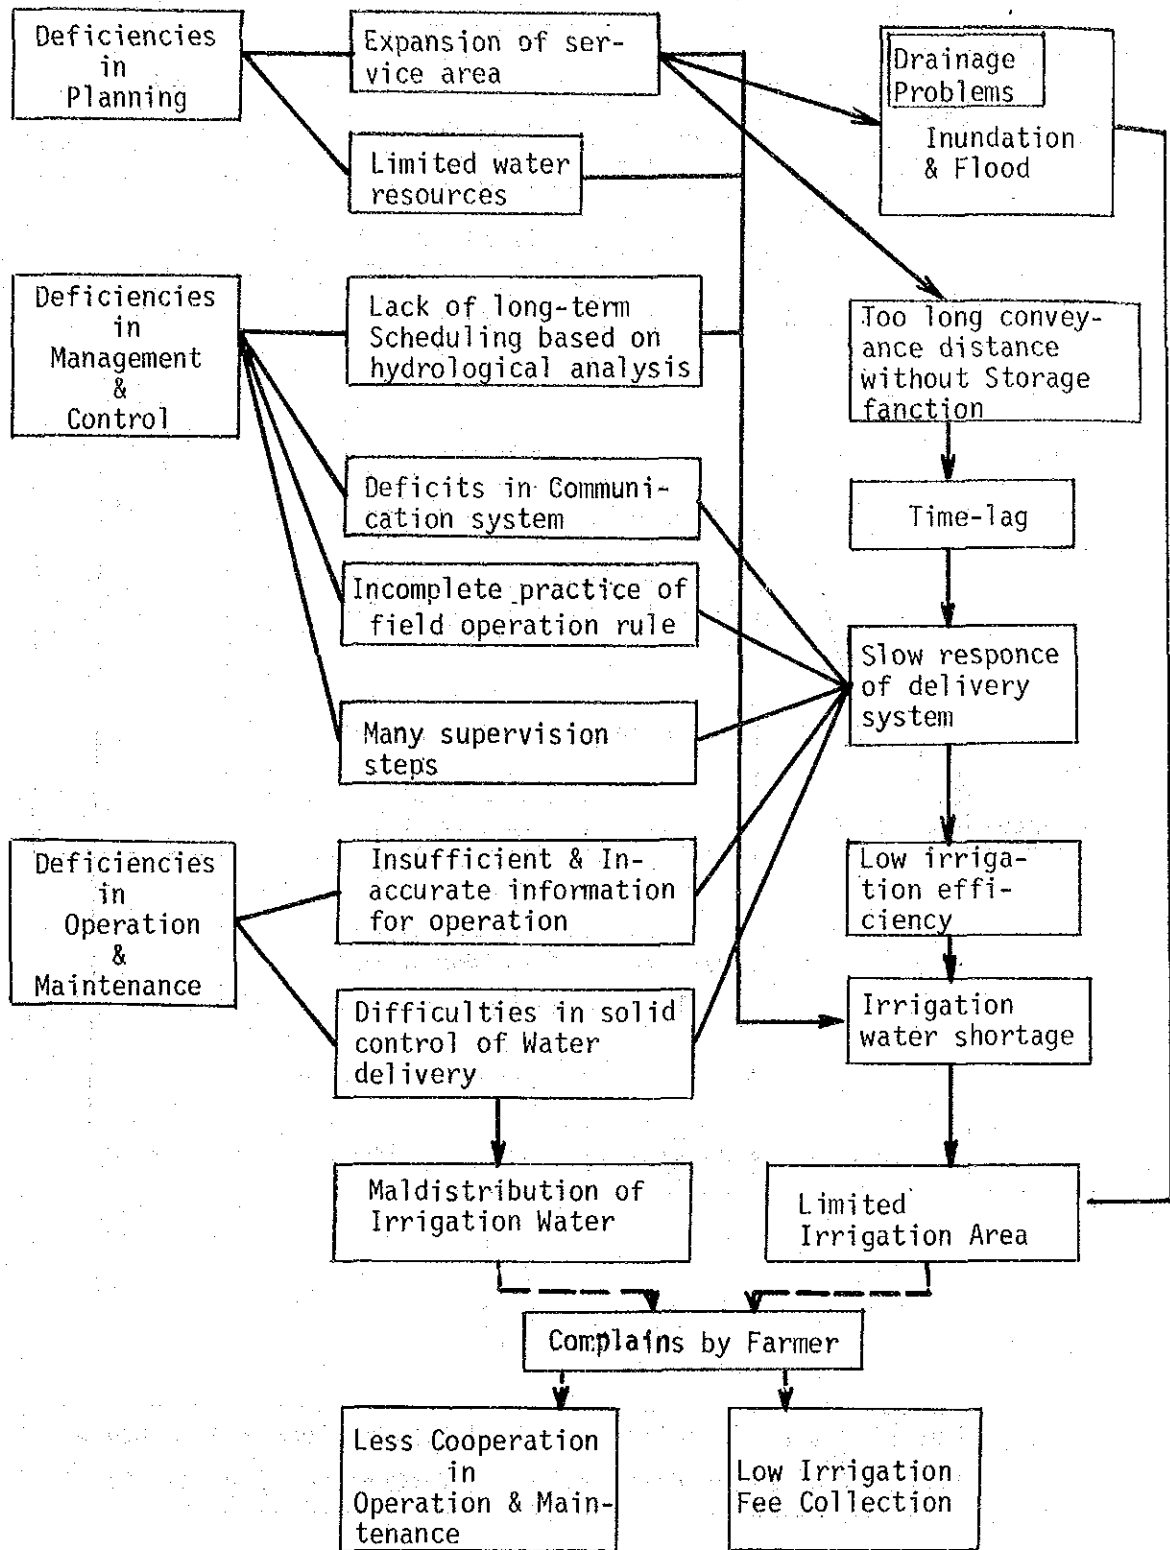 Deficiencies
in
Planning
Expansion of ser-
vice area
Drainage
Problems
Inundation
& Flood
Limited water
resources
Deficiencies
in
Management
&
Control
Lack of long-term
Scheduling based on
hydrological analysis
Too long convey-
ance distance
without Storage
fanction
Deficits in Communi-
cation system
Time-lag
Incomplete practice of
field operation rule
Slow responce
of delivery
system
Many supervision
steps
Deficiencies
in
Operation
&
Maintenance
Insufficient & In-
accurate information
for operation
Low irriga-
tion effi-
ciency
Difficulties in solid
control of Water
delivery
Irrigation
water shortage
Maldistribution of
Irrigation Water
Limited
Irrigation Area
Complains by Farmer
Less Cooperation
in
Operation & Main-
tenance
Low Irrigation
Fee Collection